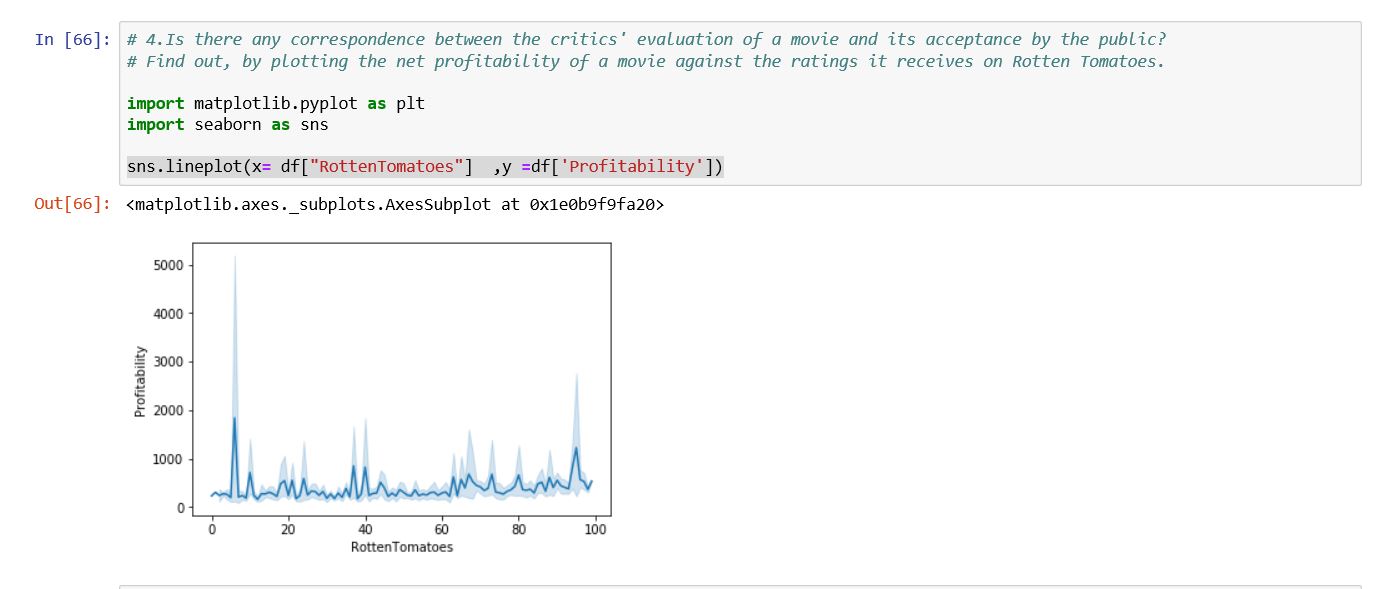 In [66]: # 4.Is there any correspondence between the critics' evaluation of a movie and its acceptance by the public?
# Find out, by plotting the net profitability of a movie against the ratings it receives on Rotten Tomatoes.
import matplotlib.pyplot as plt
import seaborn as sns
sns.lineplot(x= df["RottenTomatoes"]  ,y =df['Profitability'])
Out[66]: <matplotlib.axes._subplots.AxesSubplot at 0x1e0b9f9fa20>
5000
4000
3000
2000
1000
0
Profitability
0 20 40 60 80 100
RottenTomatoes